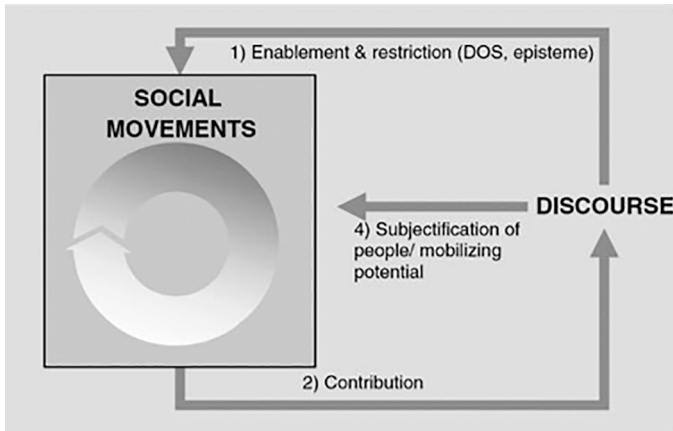 1) Enablement & restriction (DOS, episteme)
SOCIAL
MOVEMENTS
DISCOURSE
4) Subjectification of
people/ mobilizing
potential
2) Contribution